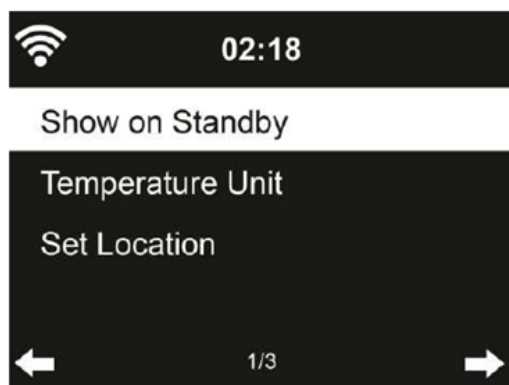 02:18
Show on Standby
Temperature Unit
Set Location
1/3